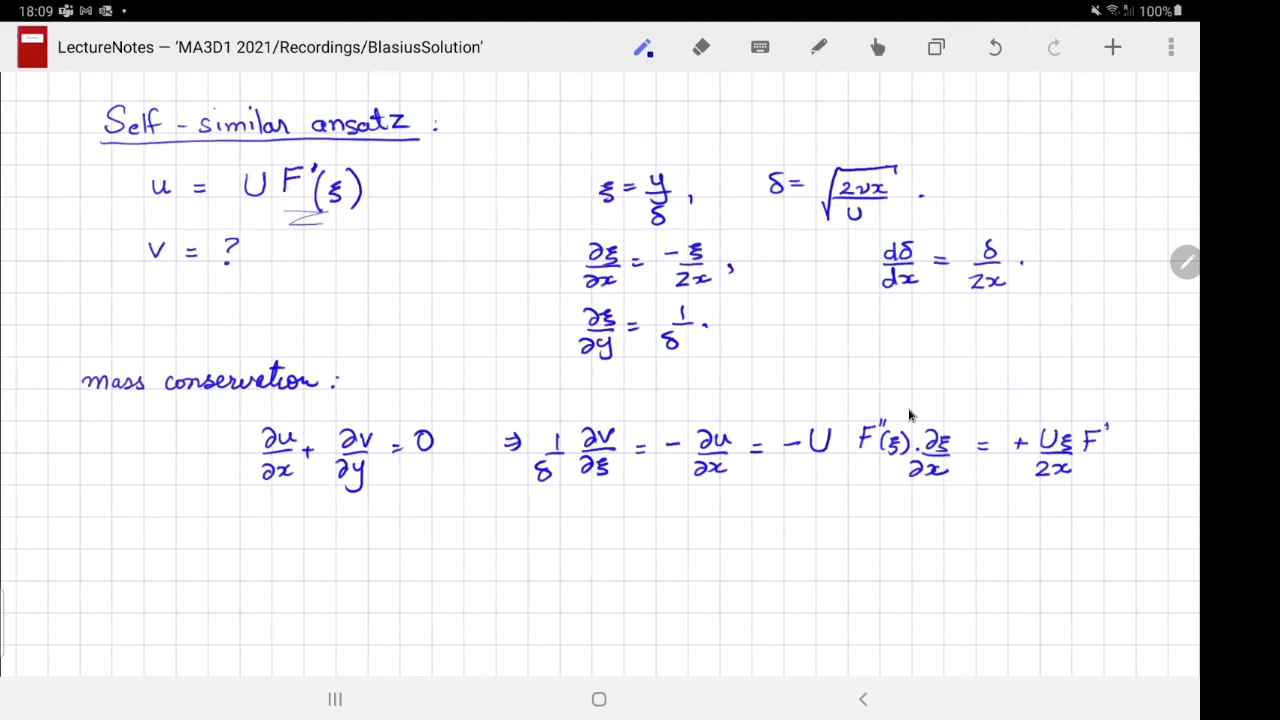 18:09 100%
LectureNotes — ‘MA3D1 2021/Recordings/BlasiusSolution’
Self-similar ansatz :
u = U F'(ξ) ξ = y/δ , δ = √(2νx/U) .
v = ? ∂ξ/∂x = -ξ/2x , dδ/dx = δ/2x .
∂ξ/∂y = 1/δ .
mass conservation :
∂u/∂x + ∂v/∂y = 0 ⇒ 1/δ ∂v/∂ξ = - ∂u/∂x = - U F''(ξ) . ∂ξ/∂x = + Uξ/2x F'